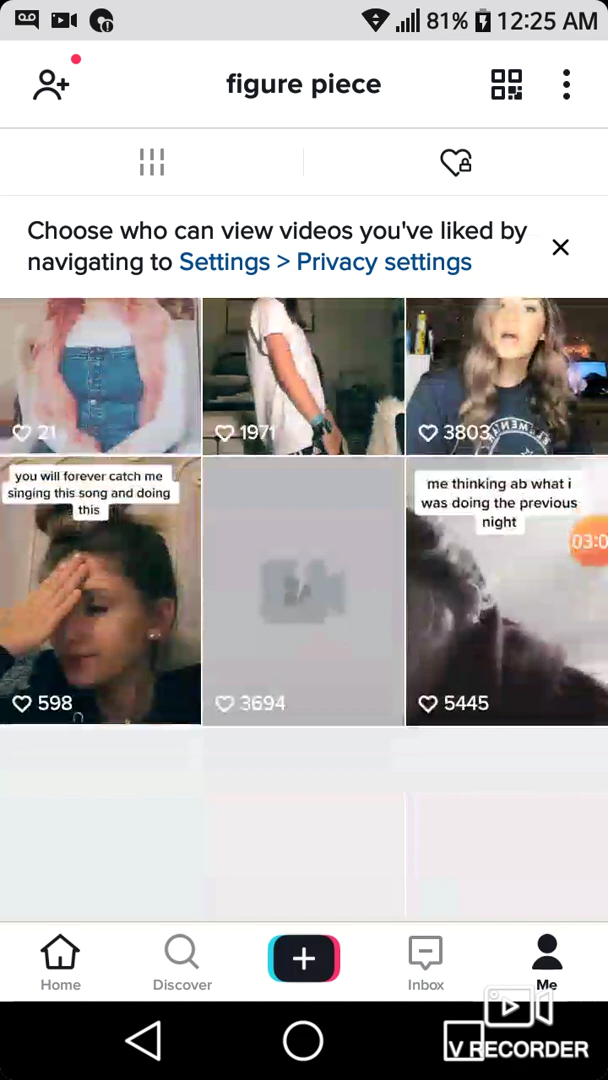 81% 12:25 AM
figure piece
Choose who can view videos you've liked by
navigating to Settings > Privacy settings
21
1971
3803
you will forever catch me
singing this song and doing
this
me thinking ab what i
was doing the previous
night
03:0
598
3694
5445
Home
Discover
Inbox
Me
V RECORDER